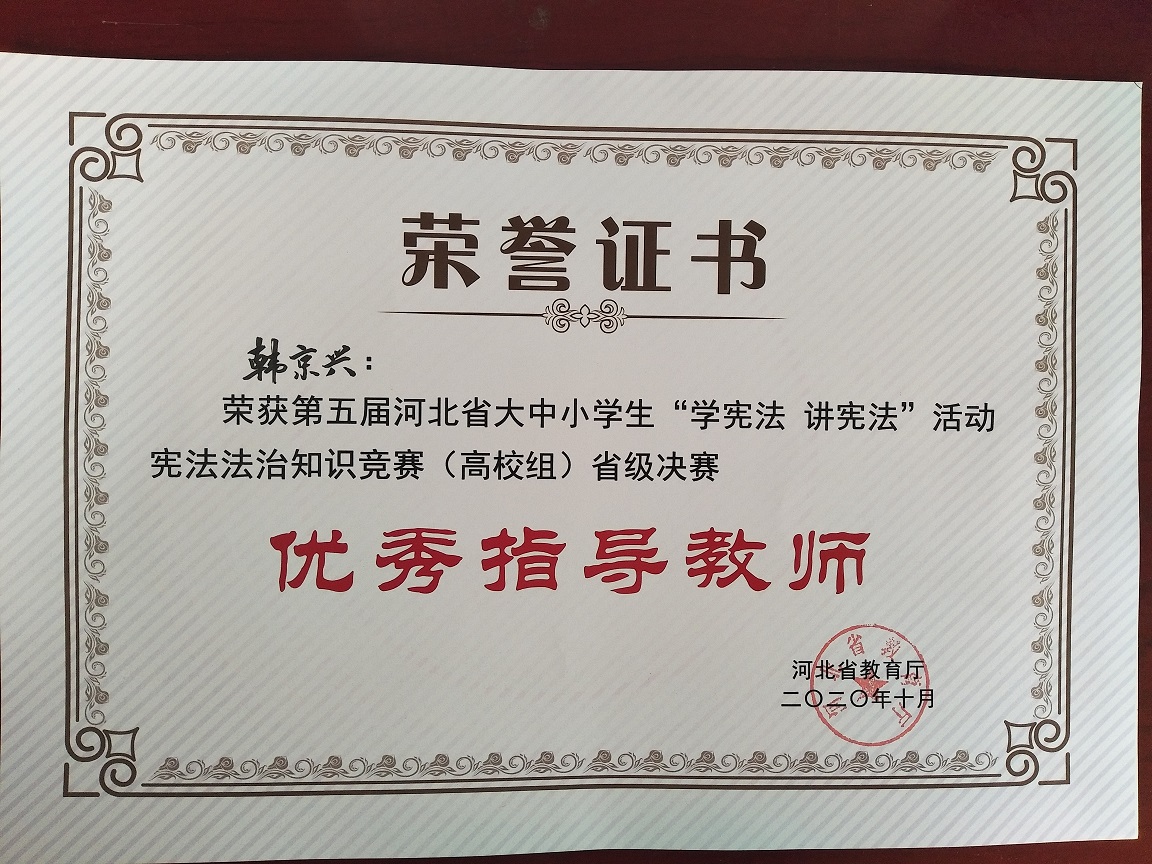 荣誉证书
韩京兴：
荣获第五届河北省大中小学生“学宪法 讲宪法”活动
宪法法治知识竞赛（高校组）省级决赛
优秀指导教师
河北省教育厅
二〇二〇年十月